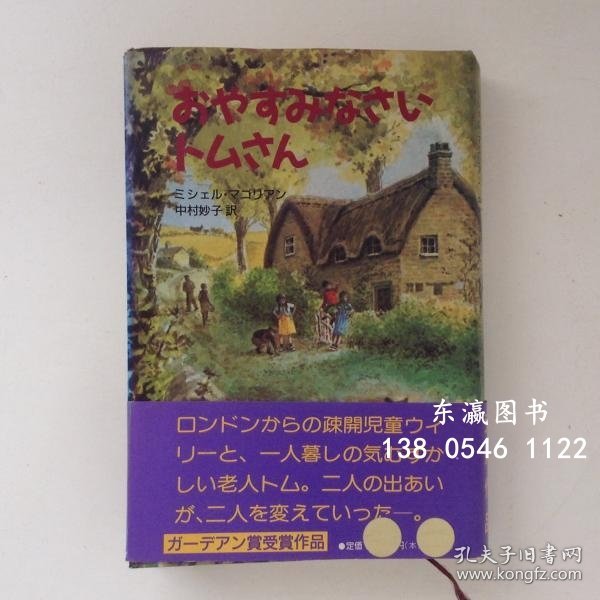 おやすみなさい
トムさん
ミシェル・マゴリアン
中村妙子 訳
ロンドンからの疎開児童ウィ
リーと、一人暮しの気むずか
しい老人トム。二人の出あい
が、二人を変えていった―。
ガーデアン賞受賞作品
●定価 円(本
东瀛图书
138 0546 1122
孔夫子旧书网
www.kongfz.com